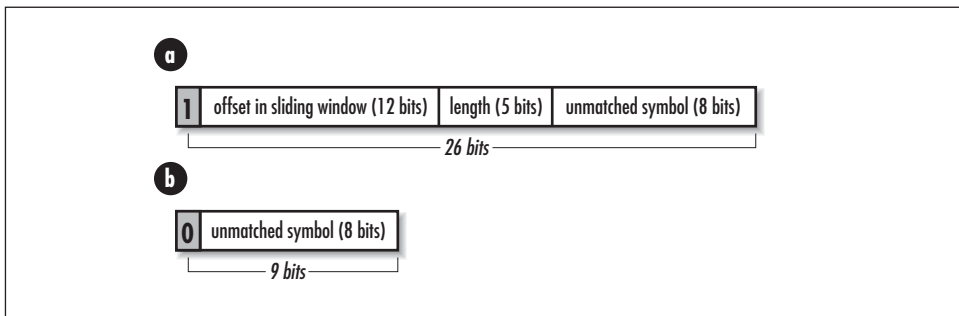 a
1 offset in sliding window (12 bits) length (5 bits) unmatched symbol (8 bits)
26 bits
b
0 unmatched symbol (8 bits)
9 bits